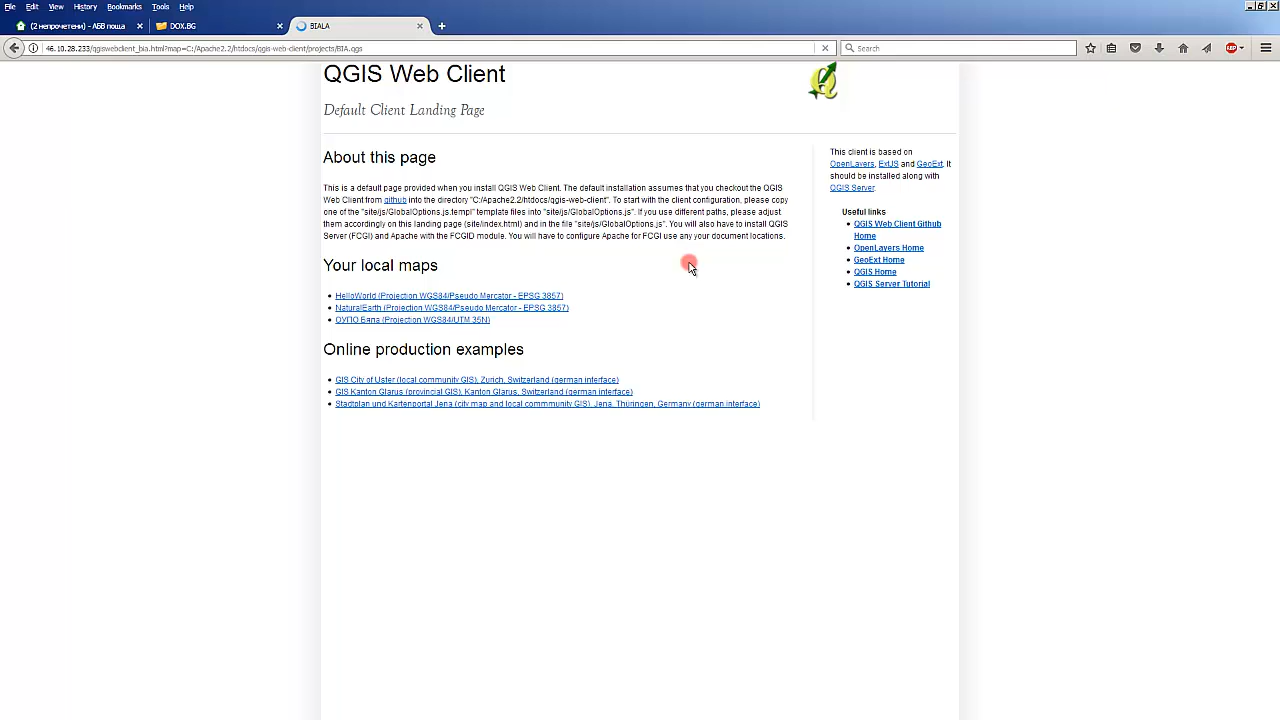 File Edit View History Bookmarks Tools Help
(2 непрочетени) - АБВ поща
DOX.BG
BIALA
46.10.28.233/qgiswebclient_bia.html?map=C:/Apache2.2/htdocs/qgis-web-client/projects/BIA.qgs
Search
ABP
QGIS Web Client
Default Client Landing Page
About this page
This is a default page provided when you install QGIS Web Client. The default installation assumes that you checkout the QGIS
Web Client from github into the directory "C:/Apache2.2/htdocs/qgis-web-client". To start with the client configuration, please copy
one of the "site/js/GlobalOptions.js.templ" template files into "site/js/GlobalOptions.js". If you use different paths, please adjust
them accordingly on this landing page (site/index.html) and in the file "site/js/GlobalOptions.js". You will also have to install QGIS
Server (FCGI) and Apache with the FCGID module. You will have to configure Apache for FCGI use any your document locations.
Your local maps
HelloWorld (Projection WGS84/Pseudo Mercator - EPSG 3857)
NaturalEarth (Projection WGS84/Pseudo Mercator - EPSG 3857)
ОУПО Бяла (Projection WGS84/UTM 35N)
Online production examples
GIS City of Uster (local community GIS), Zurich, Switzerland (german interface)
GIS Kanton Glarus (provincial GIS), Kanton Glarus, Switzerland (german interface)
Stadtplan und Kartenportal Jena (city map and local commmunity GIS), Jena, Thüringen, Germany (german interface)
This client is based on
OpenLayers, ExtJS and GeoExt. It
should be installed along with
QGIS Server.
Useful links
QGIS Web Client Github
Home
OpenLayers Home
GeoExt Home
QGIS Home
QGIS Server Tutorial